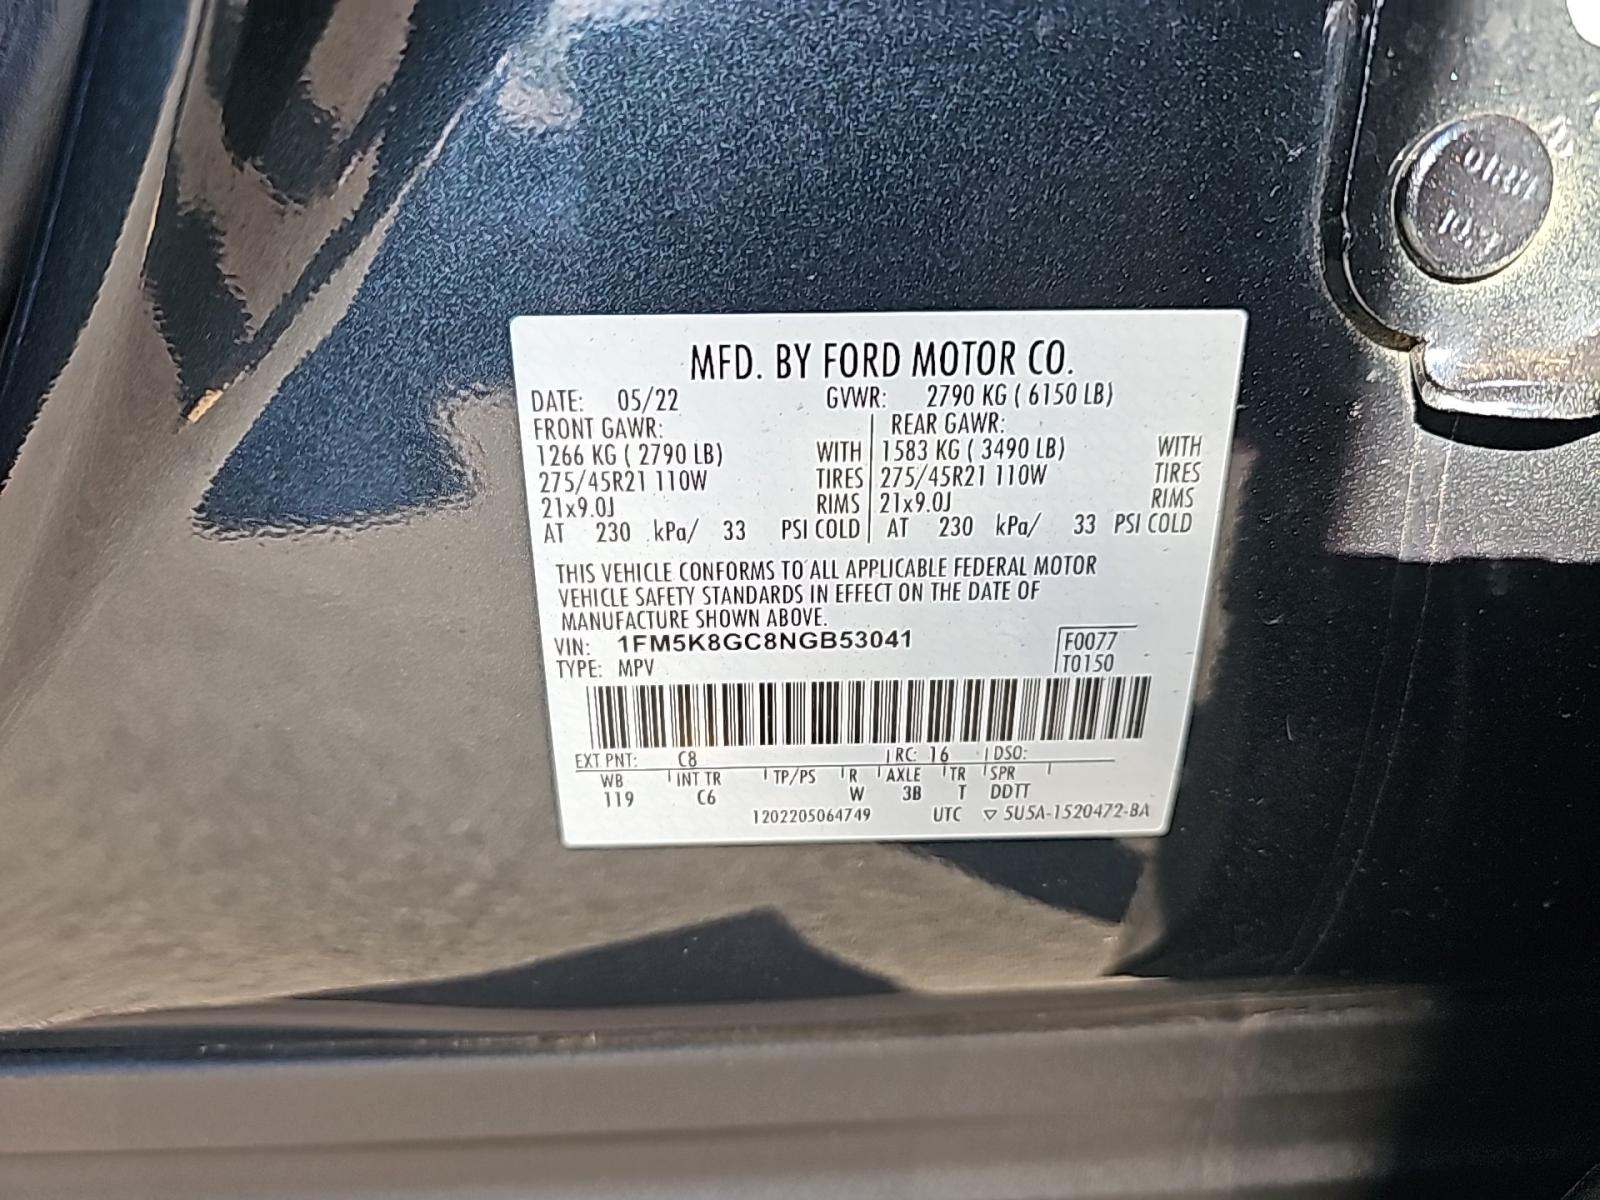 1810
191
MFD. BY FORD MOTOR CO.
DATE: 05/22 GVWR: 2790 KG ( 6150 LB)
FRONT GAWR: REAR GAWR:
1266 KG ( 2790 LB) WITH 1583 KG ( 3490 LB) WITH
275/45R21 110W TIRES 275/45R21 110W TIRES
21x9.0J RIMS 21x9.0J RIMS
AT 230 kPa/ 33 PSI COLD AT 230 kPa/ 33 PSI COLD
THIS VEHICLE CONFORMS TO ALL APPLICABLE FEDERAL MOTOR
VEHICLE SAFETY STANDARDS IN EFFECT ON THE DATE OF
MANUFACTURE SHOWN ABOVE.
VIN: 1FM5K8GC8NGB53041 F0077
TYPE: MPV T0150
EXT PNT: C8 RC: 16 DSO:
WB INT TR TP/PS R AXLE TR SPR
119 C6 W 3B T DDTT
1202205064749 UTC ▽ 5U5A-1520472-BA